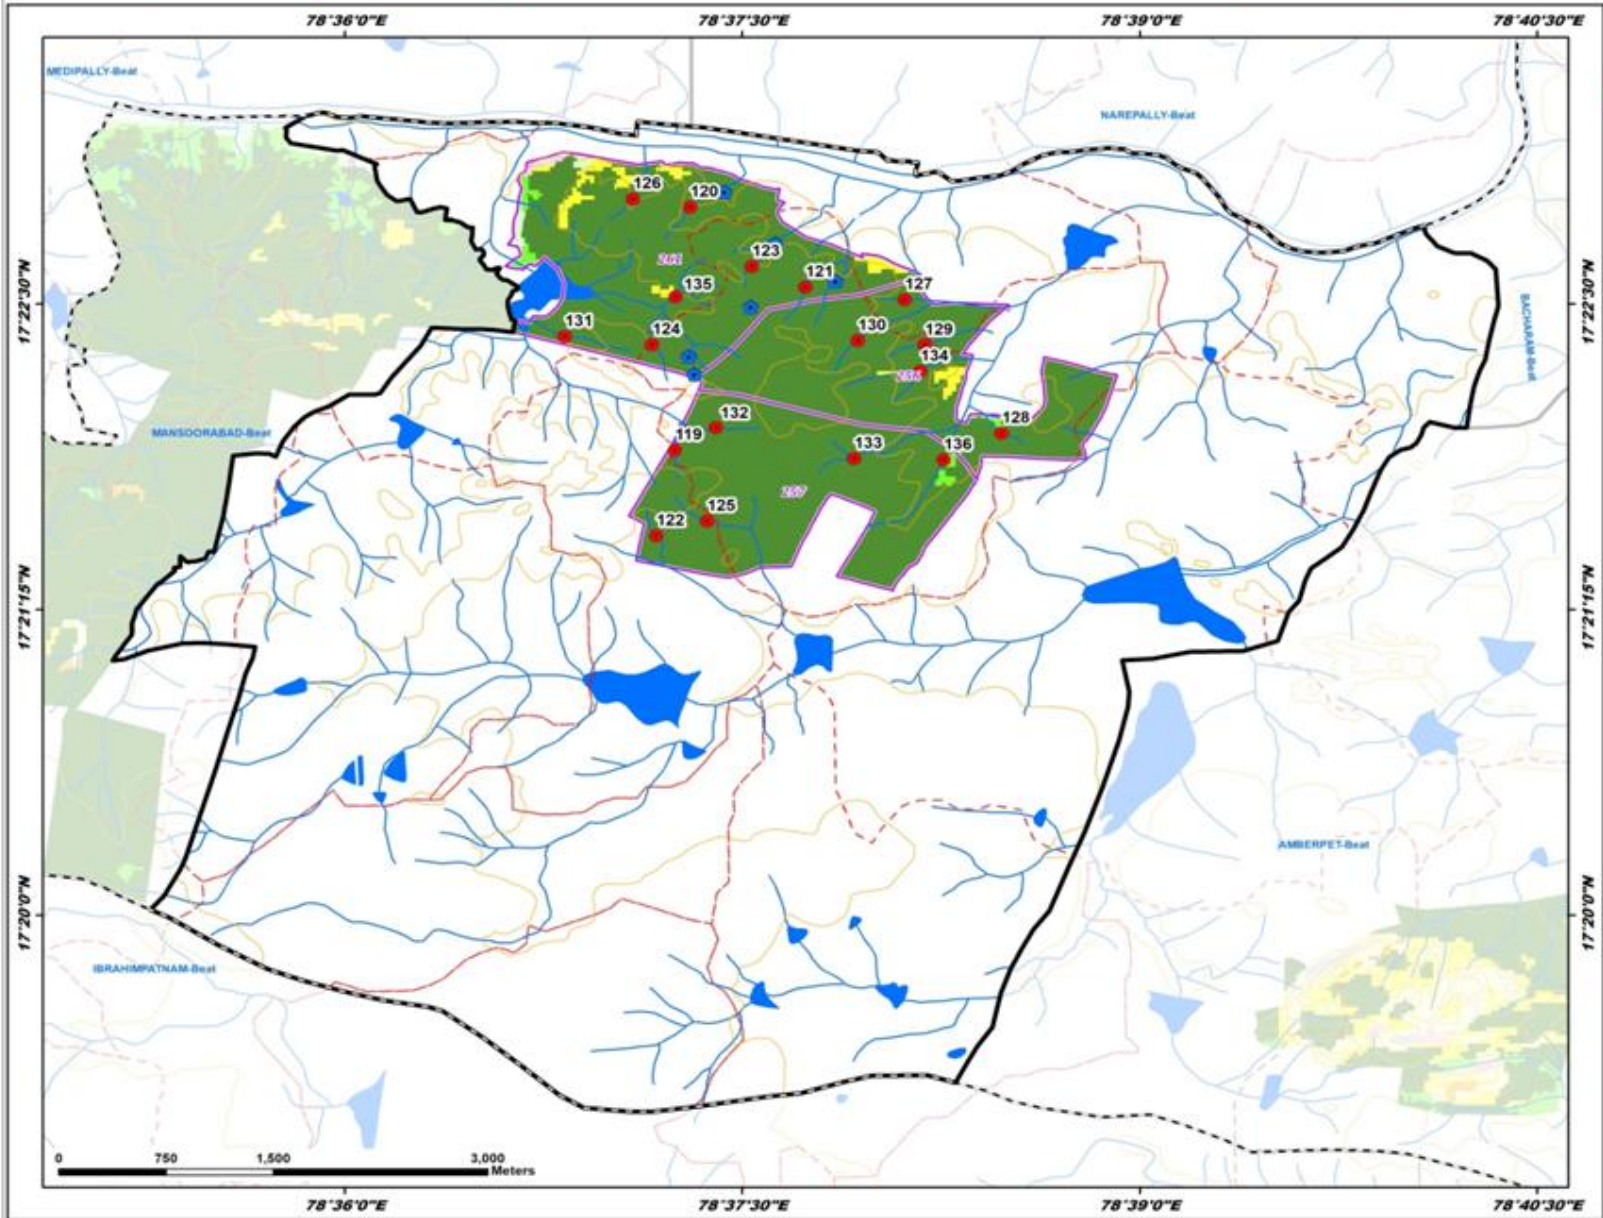 78°36'0"E 78°37'30"E 78°39'0"E 78°40'30"E
MEDIPALLY-Beat
NAREPALLY-Beat
126
120
123
261
121
135
127
17°22'30"N
17°22'30"N
BACHARAM-Beat
131
124
130
129
134
256
132
128
MANSOORABAD-Beat
119
133
136
257
125
122
17°21'15"N
17°21'15"N
AMBERPET-Beat
17°20'0"N
17°20'0"N
IBRAHIMPATNAM-Beat
0 750 1,500 3,000
Meters
78°36'0"E 78°37'30"E 78°39'0"E 78°40'30"E